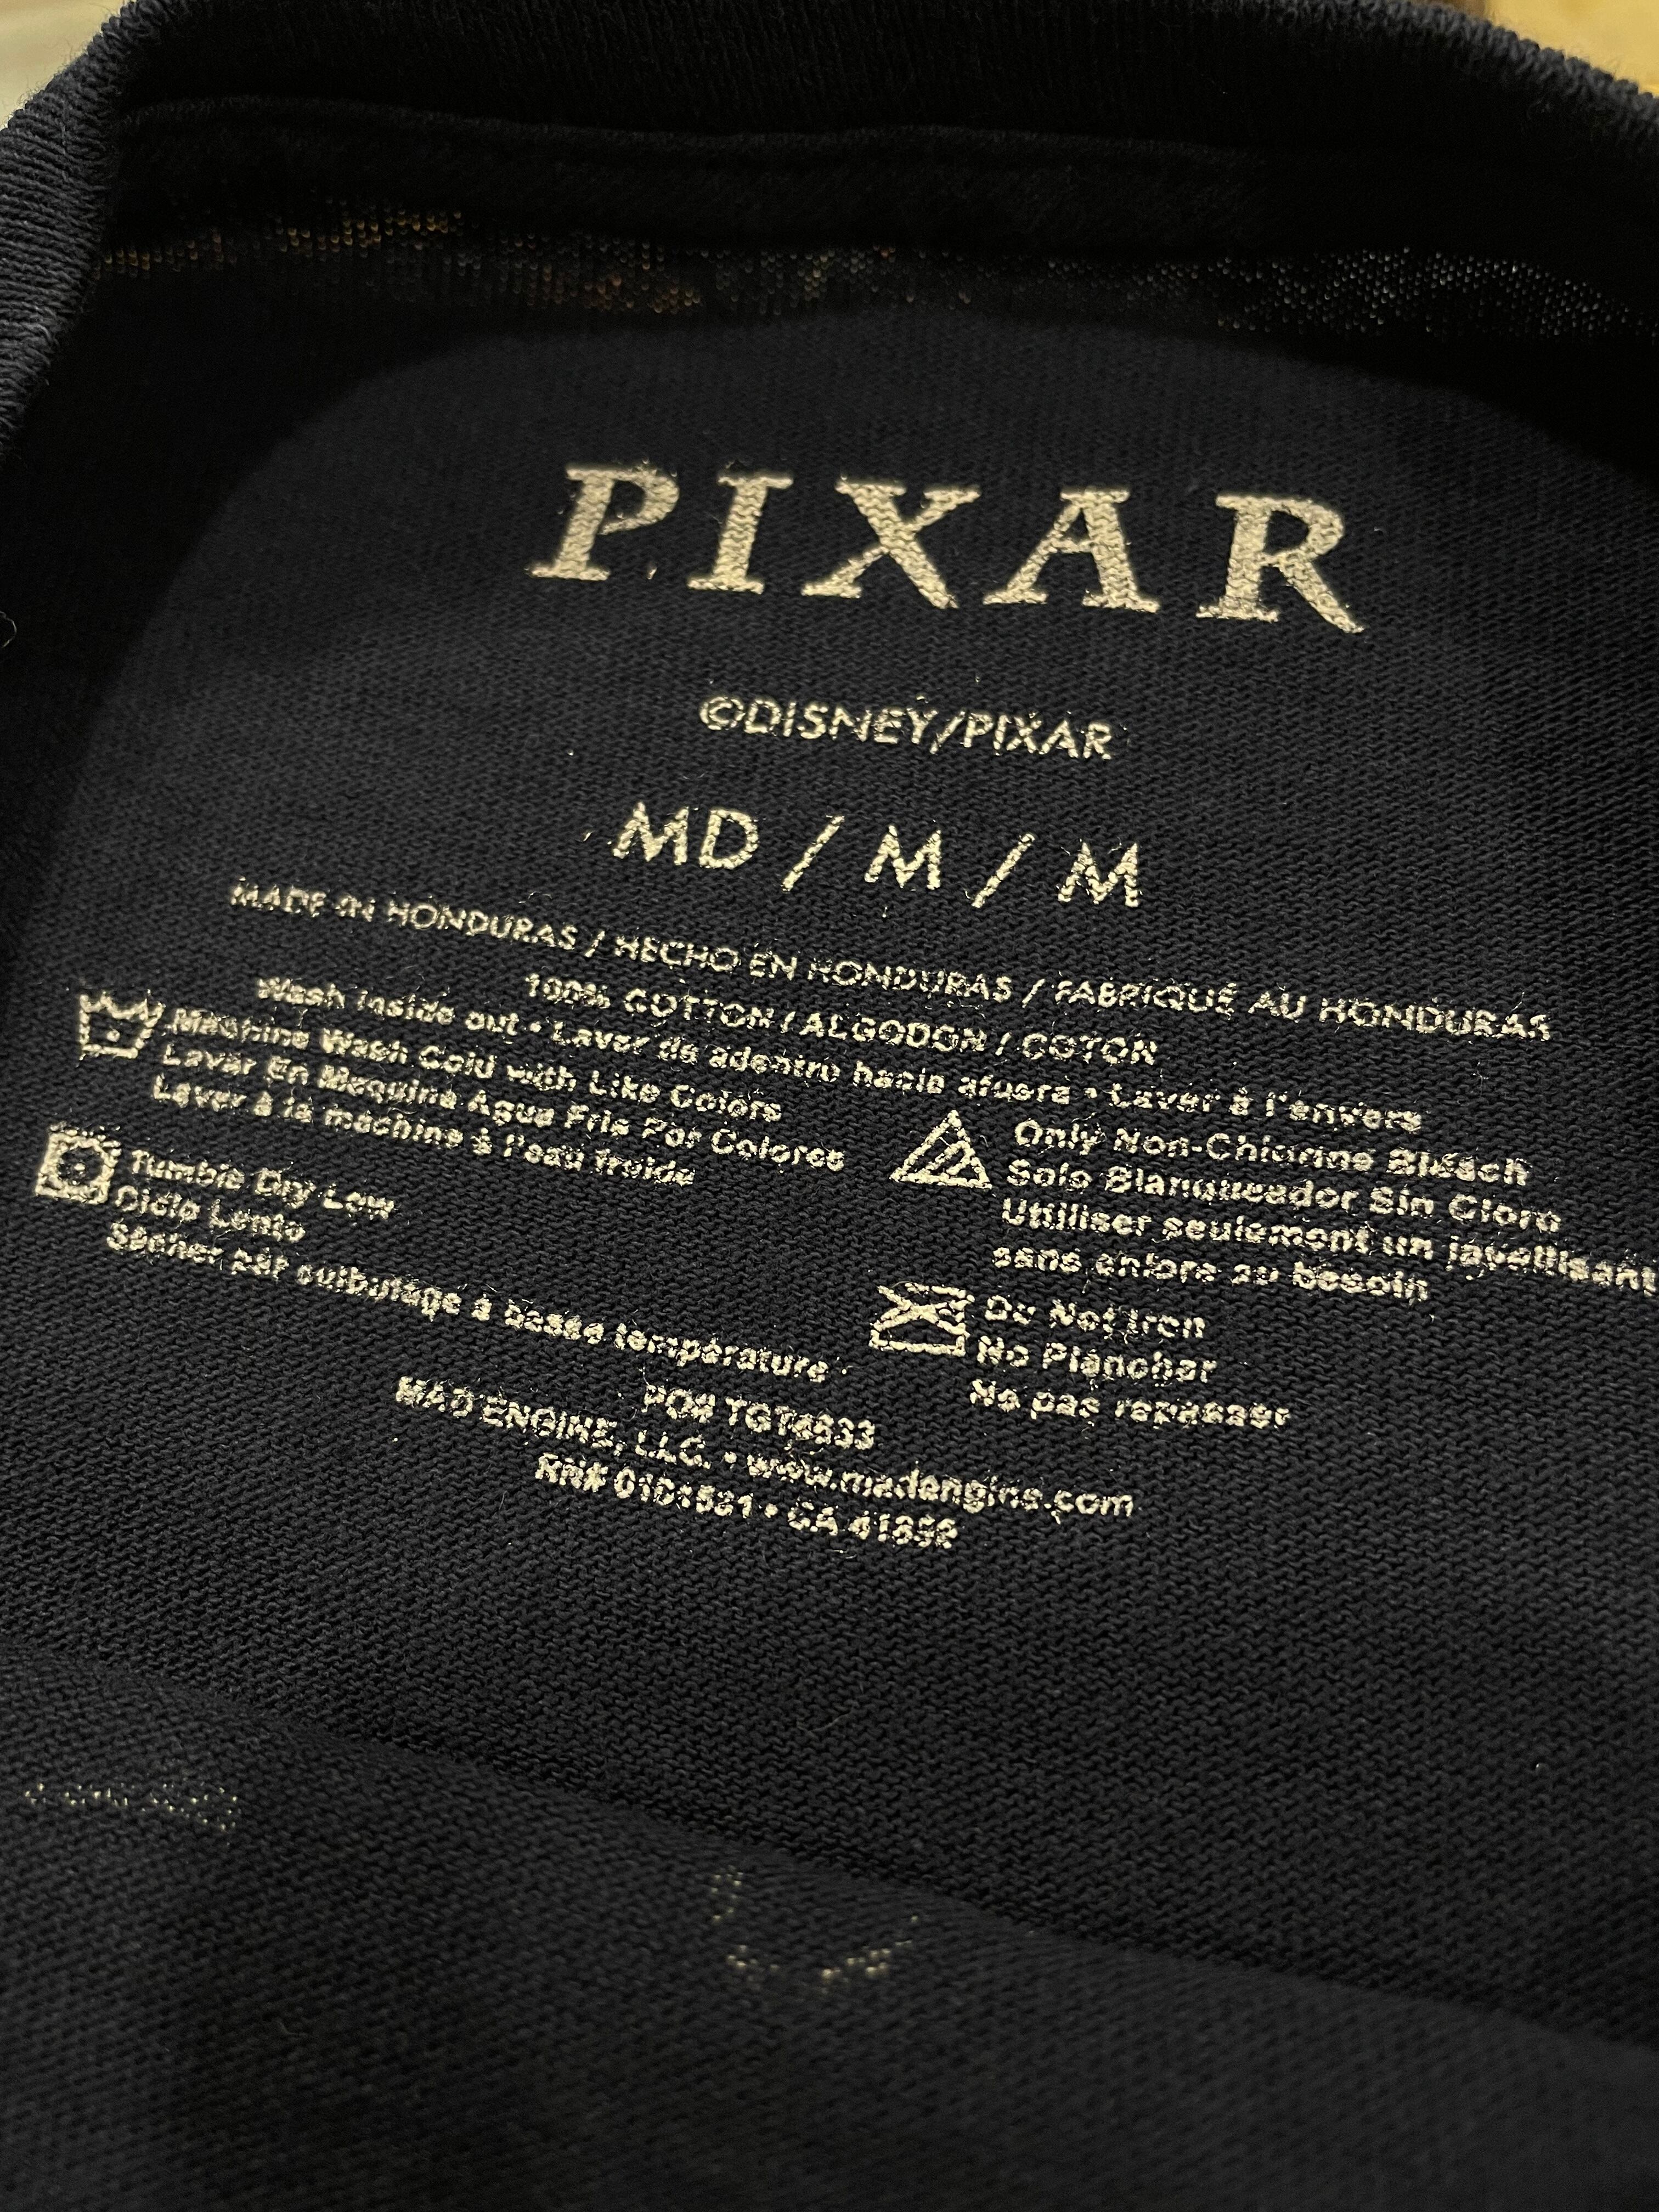 PIXAR
©DISNEY/PIXAR
MD / M / M
MADE IN HONDURAS / HECHO EN HONDURAS / FABRIQUÉ AU HONDURAS
100% COTTON / ALGODON / COTON
Wash inside out • Lavar de adentro hacia afuera • Laver à l'envers
Machine Wash Cold with Like Colors
Lavar En Maquina Agua Fria Por Colores
Laver à la machine à l'eau froide
Only Non-Chlorine Bleach
Solo Blanqueador Sin Cloro
Uttiliser seulement un javellisant
sans au besoin
Tumble Dry Low
Ciclo Lento
Sécher par culbutage à basse température
Do Not Iron
No Planchar
Ne pas repasser
PO#
MAD ENGINE, LLC. • www.madengine.com
RN# • CA